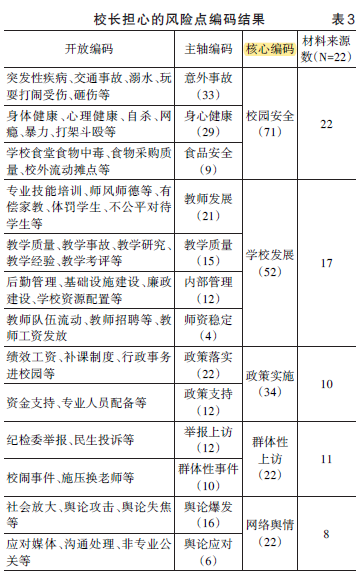 校长担心的风险点编码结果 表3
开放编码 主轴编码 核心编码 材料来源数(N=22)
突发性疾病、交通事故、溺水、玩
耍打闹受伤、砸伤等
意外事故
(33)
身体健康、心理健康、自杀、网
瘾、暴力、打架斗殴等
身心健康
(29)
学校食堂食物中毒、食物采购质
量、校外流动摊点等
食品安全
(9)
校园安全
(71)
22
专业技能培训、师风师德等、有
偿家教、体罚学生、不公平对待
学生等
教师发展
(21)
教学质量、教学事故、教学研究、
教学经验、教学考评等
教学质量
(15)
后勤管理、基础设施建设、廉政
建设、学校资源配置等
内部管理
(12)
教师队伍流动、教师招聘等、教
师工资发放
师资稳定
(4)
学校发展
(52)
17
绩效工资、补课制度、行政事务
进校园等
政策落实
(22)
资金支持、专业人员配备等
政策支持
(12)
政策实施
(34)
10
纪检委举报、民生投诉等
举报上访
(12)
校闹事件、施压换老师等
群体性事件
(10)
群体性
上访
(22)
11
社会放大、舆论攻击、舆论失焦
等
舆论爆发
(16)
应对媒体、沟通处理、非专业公
关等
舆论应对
(6)
网络舆情
(22)
8